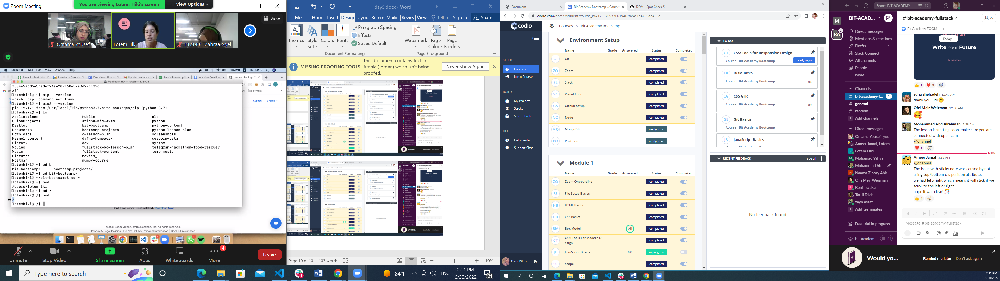 Zoom Meeting
You are viewing Lotem Hiki's screen
View Options
View
Omama Yousef
Lotem Hiki
1171405_Zahraa Aqel
Terminal Shell Edit View Window Help
100%
Thu 14:09
Macintosh HD — -bash — 105×28
f80445acd5a3dadef24aa209168452a3d97cc326
x64
lotemhiki@:~$ pip --version
-bash: pip: command not found
lotemhiki@:~$ pip3 --version
pip 19.1.1 from /usr/local/lib/python3.7/site-packages/pip (python 3.7)
lotemhiki@:~$ ls
Applications Public old
CLionProjects atidna-mid-exam python
Desktop bit-bootcamp python-content
Documents bootcamp-projects python-lesson-plan
Downloads c-lesson-plan screenshots
Kernel content dafna-homework seaborn-data
Library dev syntax
Movies fullstack-bc-lesson-plan telegram-hackathon-food-rescuer
Music fullstack-content temp music
Pictures movies_
Postman numpy-course
lotemhiki@:~$ cd b
bit-bootcamp/ bootcamp-projects/
lotemhiki@:~$ cd bit-bootcamp/
lotemhiki@:~/bit-bootcamp$ cd ~
lotemhiki@:~$ pwd
/Users/lotemhiki
lotemhiki@:~$ cd /
lotemhiki@:/$ pwd
/
lotemhiki@:/$
content
Support English
Don't have Zoom Client installed? Download Now
©2022 Zoom Video Communications, Inc. All rights reserved.
Privacy & Legal Policies | Do Not Sell My Personal Information | Cookie Preferences
Unmute
Stop Video
Share Screen
Apps
Whiteboards
More
4
Leave
Type here to search
84°F
ENG
2:11 PM
6/30/2022
21
day5.docx - Word
File Home Insert Design Layou Refere Mailin Review View Tell m Sign in Share
Themes
Style Set
Colors
Fonts
Paragraph Spacing
Effects
Set as Default
Watermark
Page Color
Page Borders
Document Formatting
Page Background
MISSING PROOFING TOOLS
This document contains text in Arabic (Jordan) which isn't being proofed.
Never Show Again
Page 10 of 10 103 words
110%
Document
Bit Academy Bootcamp « Course
DOM - Spot Check 5
codio.com/home/student?course_id=17957093766194678e4e1e4730ad452e
codio
Courses > Bit Academy Bootcamp
STUDY
Courses
Join a Course
BUILD
My Projects
Stacks
Starter Packs
HELP
Help Center
Support Chat
OYOUSEF2
Environment Setup
Name Grade Answered Status Completed
GI Git completed
ZO Zoom completed
SL Slack completed
VC Visual Code completed
GS Github Setup completed
NO Node completed
MO MongoDB ready to go
PO Postman ready to go
Module 1
Name Grade Answered Status Completed
ZO Zoom Onboarding completed
FS File Setup Basics completed
HB HTML Basics completed
CB CSS Basics completed
BM Box Model All completed
CT CSS: Tools For Modern D
esign completed
JB JavaScript Basics 0% in progress
SC Scope completed
TO DO
CT CSS: Tools for Responsive Design
Course Bit Academy Bootcamp ready to go
DI DOM Intro
Course Bit Academy Bootcamp 0%
CG CSS Grid
Course Bit Academy Bootcamp 0%
GB Git Basics
Course Bit Academy Bootcamp
JB JavaScript Basics
RECENT FEEDBACK
see all
No feedback found
Search BIT-ACADEMY...
M
BA
1
BIT-ACAD...
Direct messages
Mentions & reactions
Drafts 1
Slack Connect
All channels
People
More
Channels
# bit-academy-f... 1
# general
# random
Add channels
Direct messages
Omama Yousef you
Ameer Jamal, Lotem...
Lotem Hiki
Mohamad Yahya
Mohammad Ab...
Naama Zipory Abir
Ofri Meir Weizman
Roni Tzadka
Tartil Talah
zayn assaf
Add teammates
Free trial in progress
bit-academ...
# bit-academy-fullstack
27
Bit Academy ZOOM
Today
Write Your Future
1 3
suha shehadeh 12:47 AM
thank you Ofri
Ofri Meir Weizman 12:58 AM
Mohammad Abd Alrahman 2:59 AM
The lesson is starting soon, make sure you are
connected with open cams
@channel
1
New
Ameer Jamal 3:35 AM
@channel
The issue with sticky note was caused by not
using top/bottom css position attribute.
we had left/right which means it will stick if we
scroll to the left or right.
hope it was clear!
4
Message #bit-academy-fullstack
Would yo...
Remind me later
Don't ask again
2:11 PM
6/30/2022